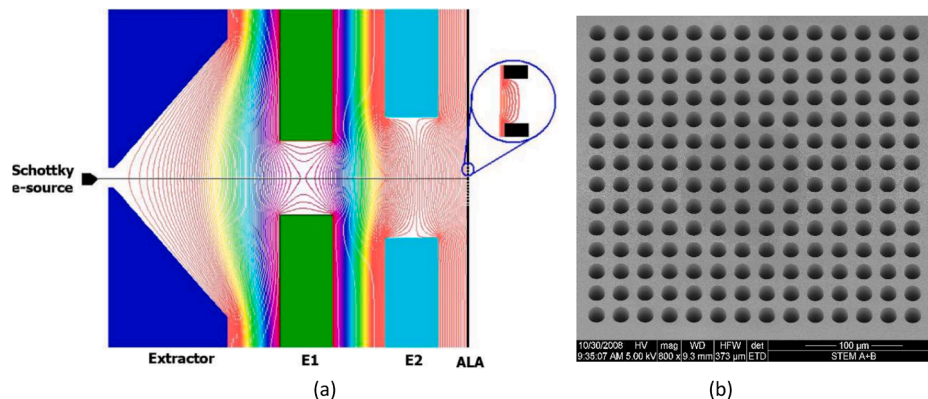 Schottky
e-source
Extractor
E1
E2
ALA
(a)
10/30/2008 HV mag WD HFW det
9:35:07 AM 5.00 kV 800 x 9.3 mm 373 µm ETD
100 µm
STEM A+B
(b)